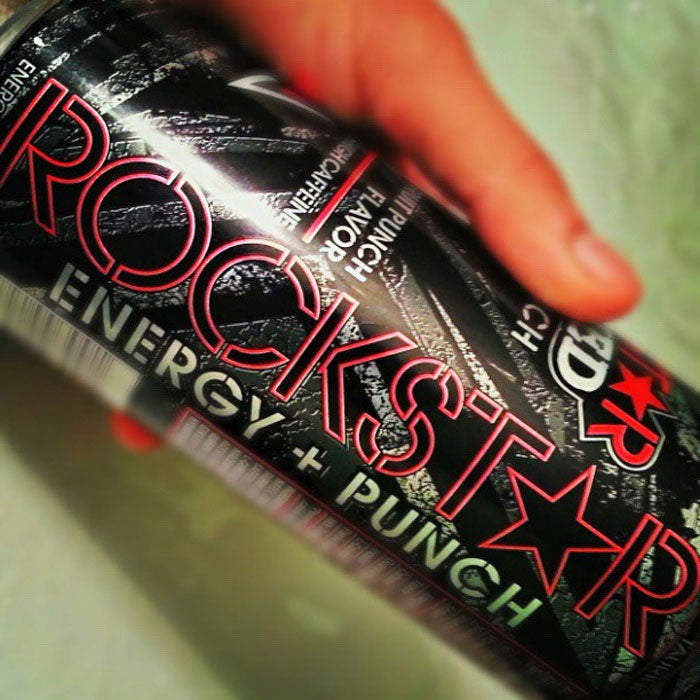 ROCKSTAR
ENERGY + PUNCH
FLAVOR
PUNCH
CAFFEINE